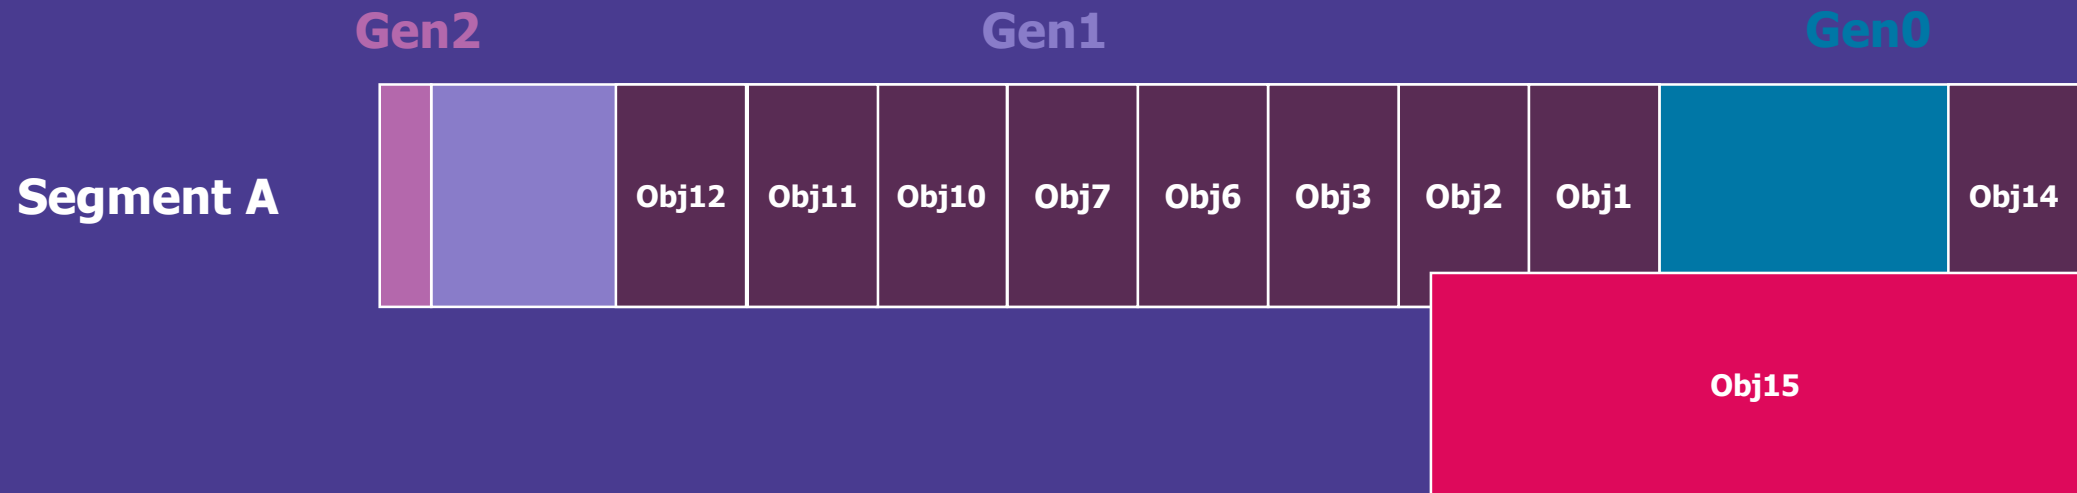 Gen2 Gen1 Gen0
Segment A Obj12 Obj11 Obj10 Obj7 Obj6 Obj3 Obj2 Obj1 Obj14
Obj15